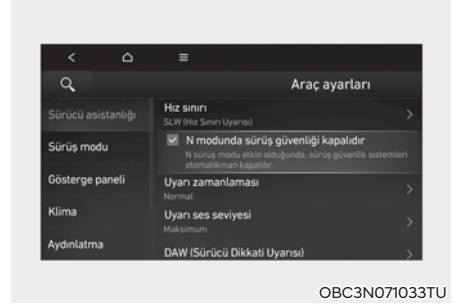 Araç ayarları
Sürücü asistanlığı
Sürüş modu
Gösterge paneli
Klima
Aydınlatma
Hız sınırı
SLW (Hız Sınırı Uyarısı)
N modunda sürüş güvenliği kapalıdır
N sürüş modu etkin olduğunda, sürüş güvenlik sistemleri
otomatikman kapatılır.
Uyarı zamanlaması
Normal
Uyarı ses seviyesi
Maksimum
DAW (Sürücü Dikkati Uyarısı)
OBC3N071033TU